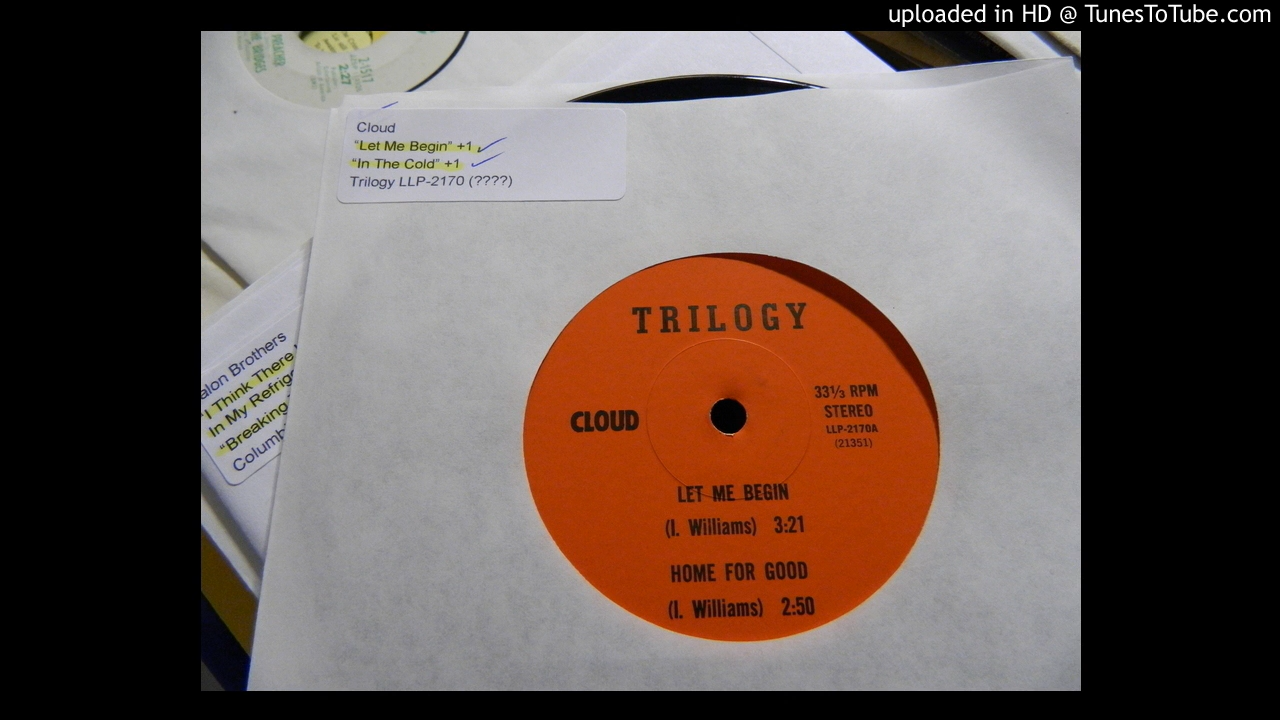 uploaded in HD @ TunesToTube.com
PREACHER
2:27
Cloud
"Let Me Begin" +1
"In The Cold" +1
Trilogy LLP-2170 (????)
alon Brothers
"I Think There
In My Refrig
"Breaking
Columb
TRILOGY
CLOUD
33⅓ RPM
STEREO
LLP-2170A
(21351)
LET ME BEGIN
(I. Williams) 3:21
HOME FOR GOOD
(I. Williams) 2:50